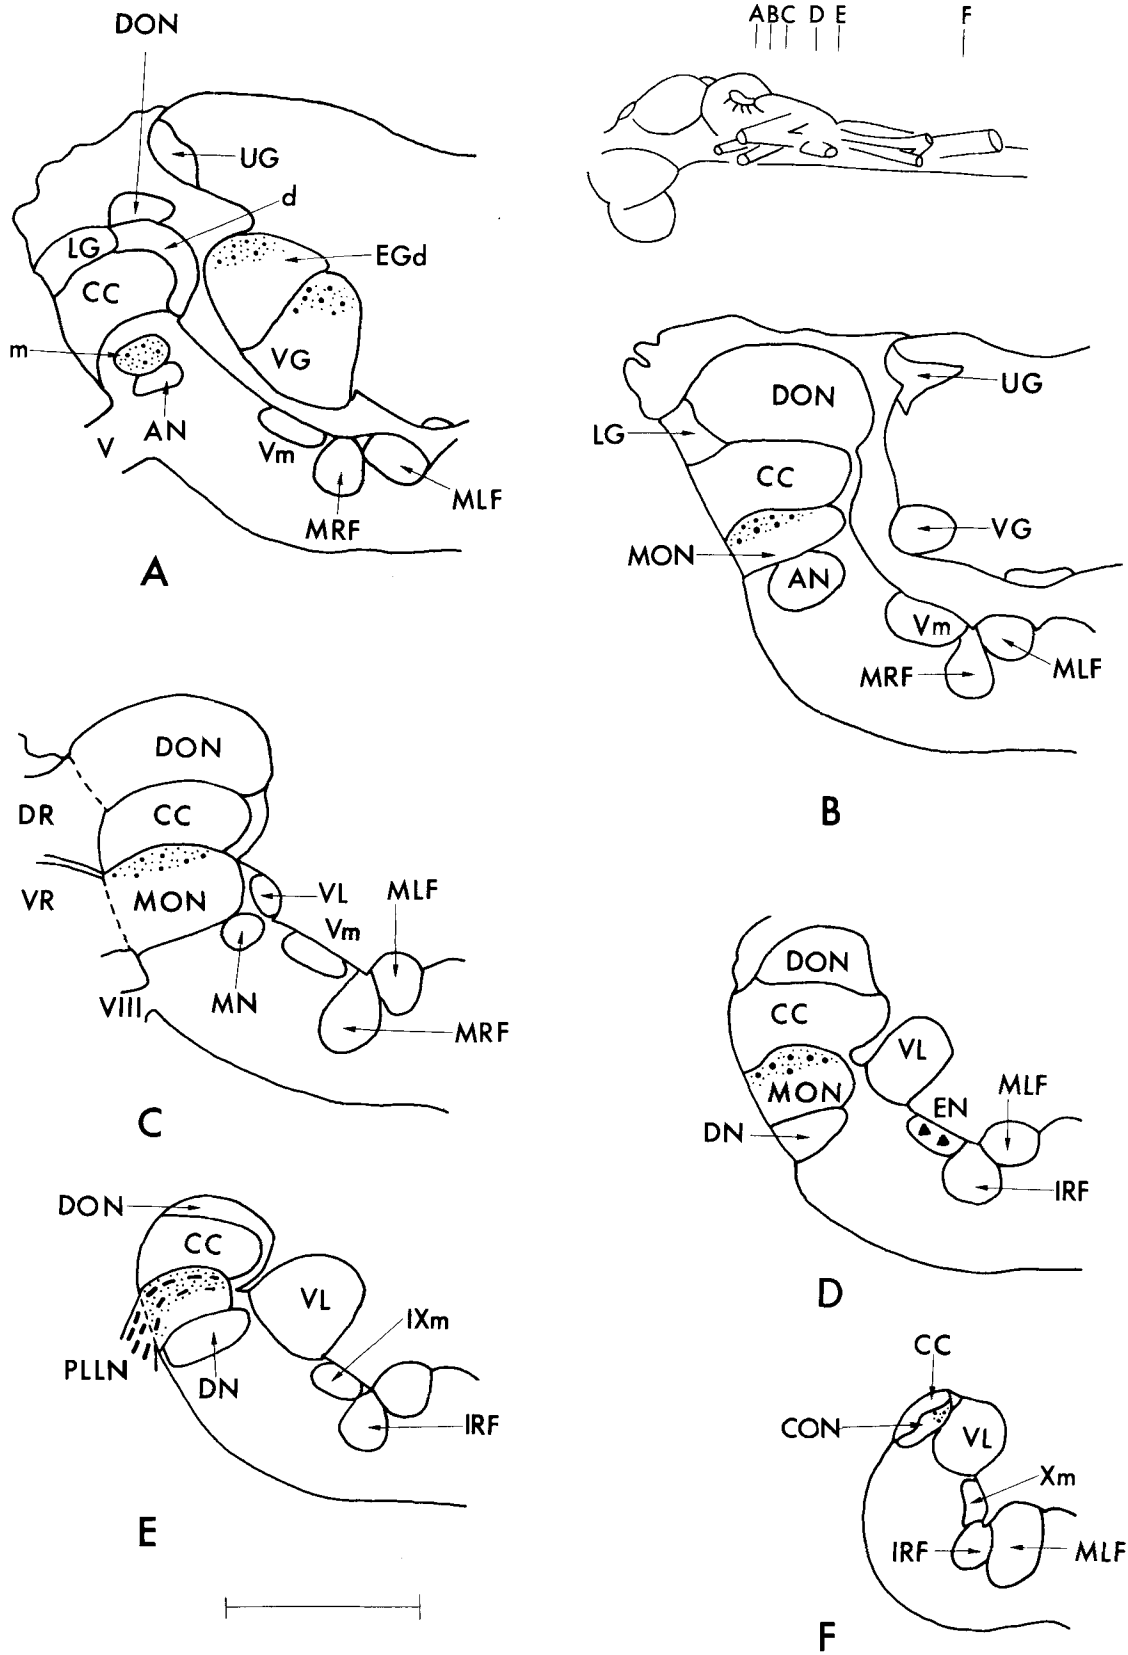 DON
UG
d
LG
EGd
CC
m
VG
AN
V
Vm
MLF
MRF
A
A B C D E F
DON
UG
LG
CC
VG
MON
AN
Vm
MRF
MLF
B
DON
DR
CC
VR
MON
VL
MLF
Vm
VIII
MN
MRF
C
DON
CC
VL
MLF
MON
EN
DN
IRF
D
DON
CC
VL
IXm
PLLN
DN
IRF
E
CC
CON
VL
Xm
IRF
MLF
F